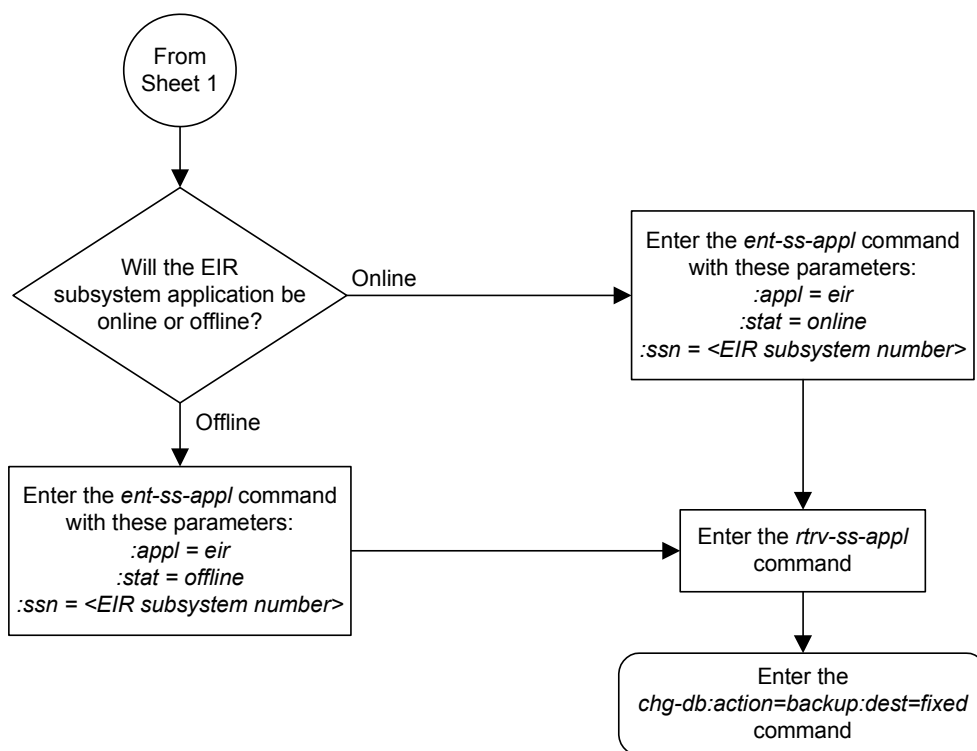 From
Sheet 1
Will the EIR
subsystem application be
online or offline?
Online
Enter the ent-ss-appl command
with these parameters:
:appl = eir
:stat = online
:ssn = <EIR subsystem number>
Offline
Enter the ent-ss-appl command
with these parameters:
:appl = eir
:stat = offline
:ssn = <EIR subsystem number>
Enter the rtrv-ss-appl
command
Enter the
chg-db:action=backup:dest=fixed
command